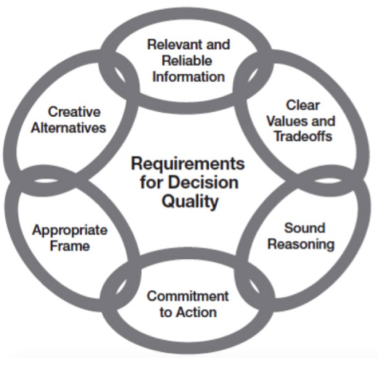 Relevant and
Reliable
Information
Clear
Values and
Tradeoffs
Creative
Alternatives
Requirements
for Decision
Quality
Appropriate
Frame
Sound
Reasoning
Commitment
to Action